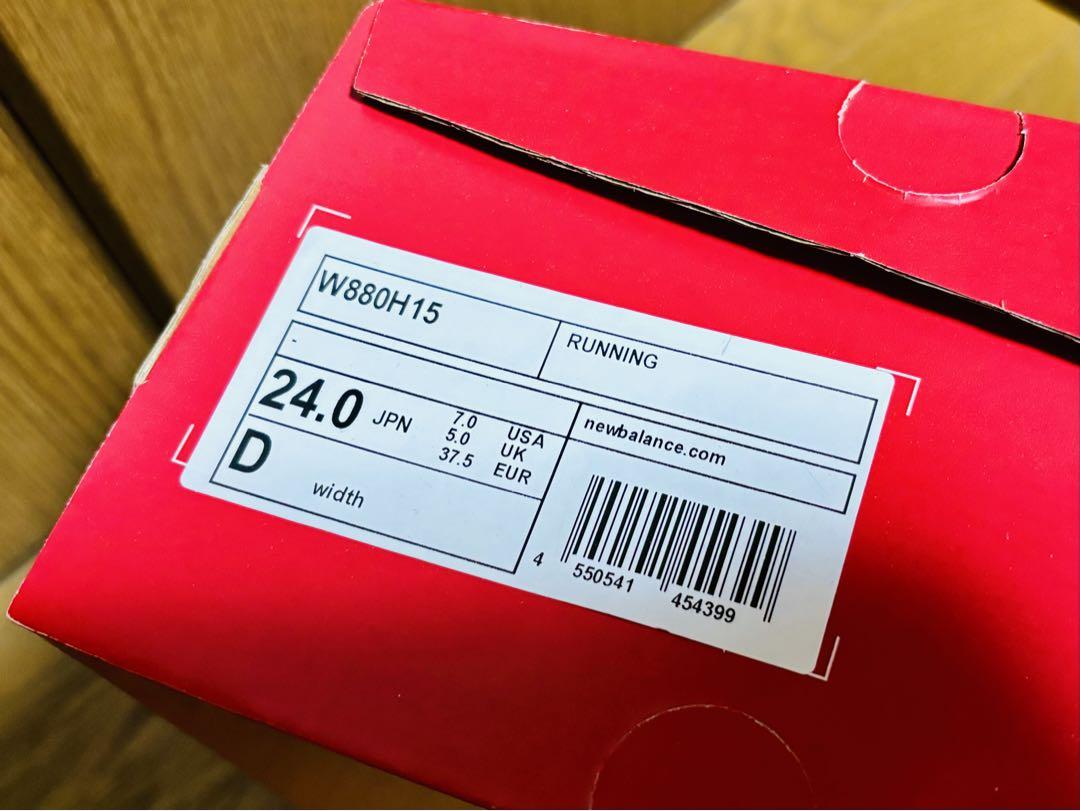 W880H15
RUNNING
-
24.0 JPN
7.0 USA
5.0 UK
37.5 EUR
newbalance.com
D
width
4 550541 454399